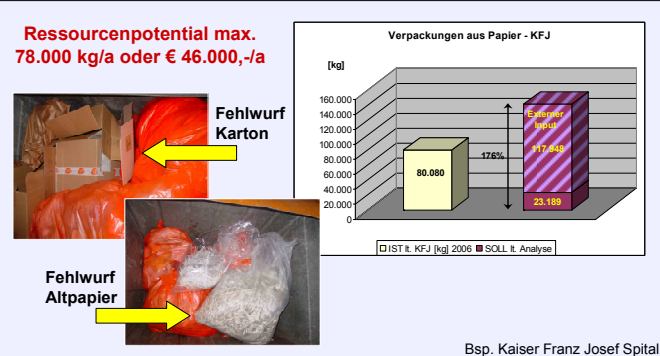 Ressourcenpotential max.
78.000 kg/a oder € 46.000,-/a
Fehlwurf
Karton
Fehlwurf
Altpapier
Verpackungen aus Papier - KFJ
[kg]
160.000
140.000
120.000
100.000
80.000
60.000
40.000
20.000
0
80.080
176%
Externer
Input
117.948
23.189
IST lt. KFJ [kg] 2006
SOLL lt. Analyse
Bsp. Kaiser Franz Josef Spital